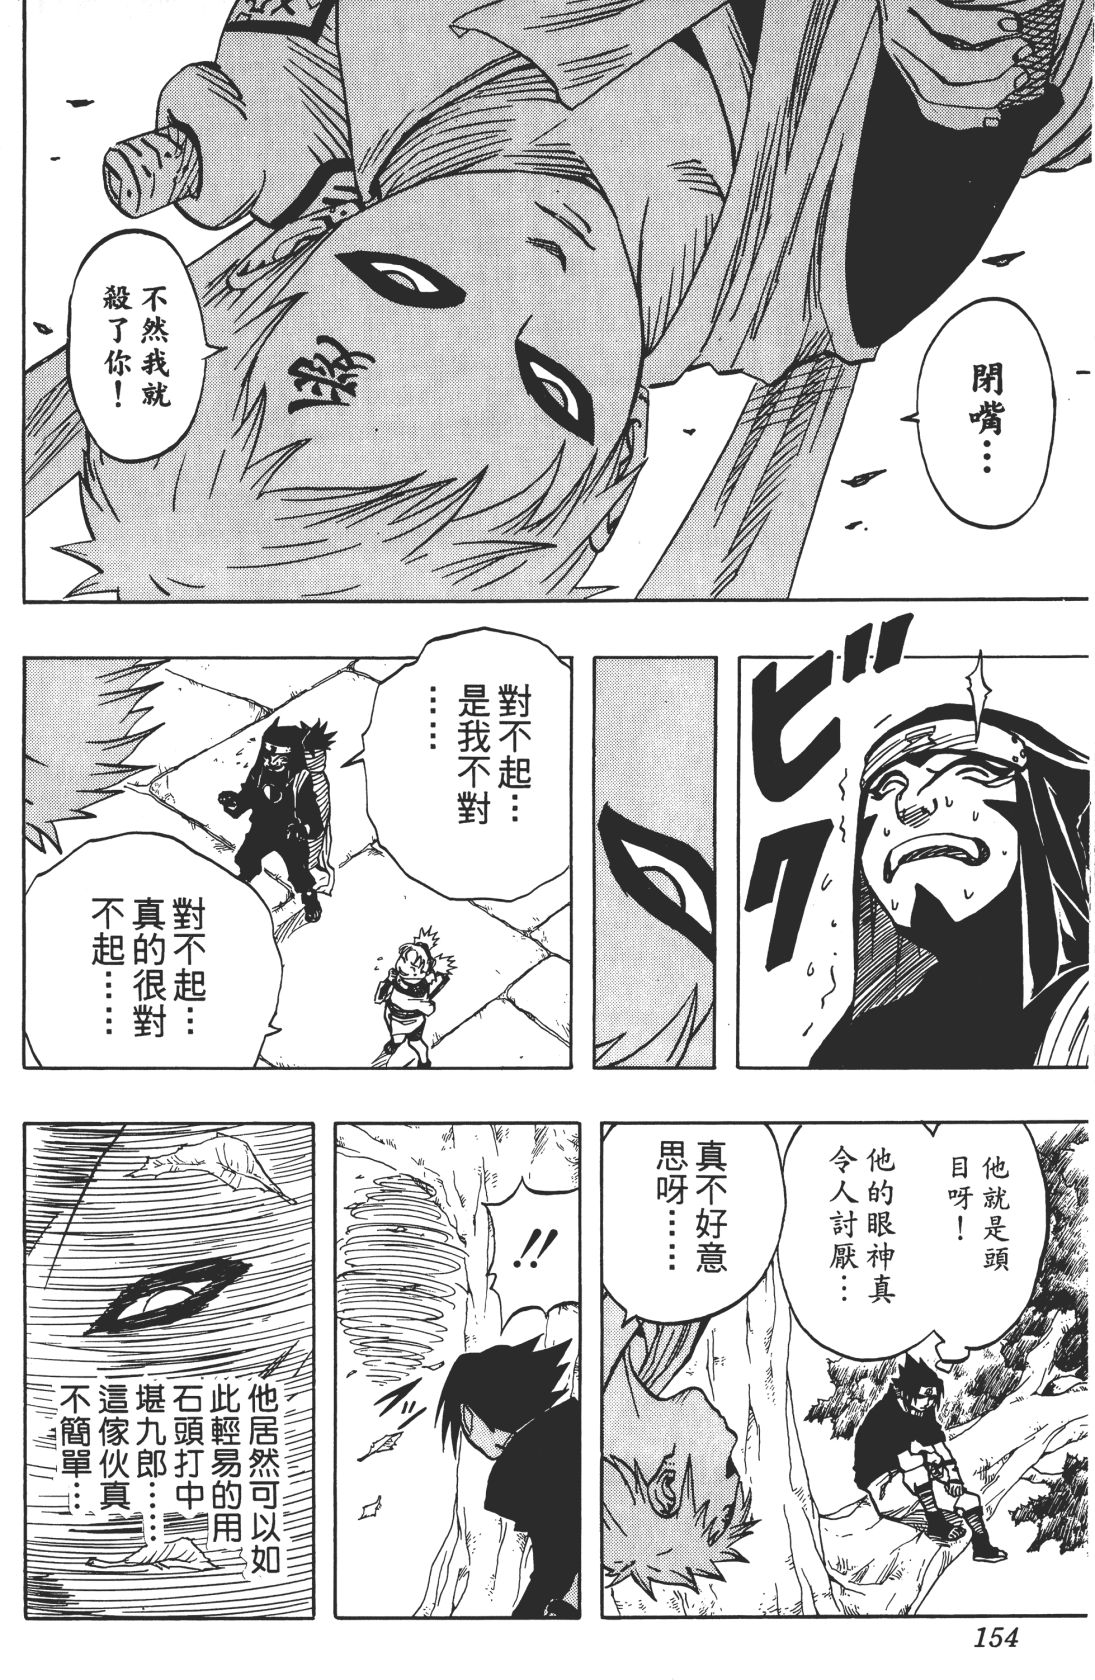 閉嘴…
不然我就
殺了你！
ビクッ
對不起…
是我不對
……
對不起…
真的很對
不起……
他就是頭
目呀！
他的眼神真
令人討厭…
真不好意
思呀……
!!
他居然可以如
此輕易的用
石頭打中
堪九郎……
這傢伙真
不簡單…
154